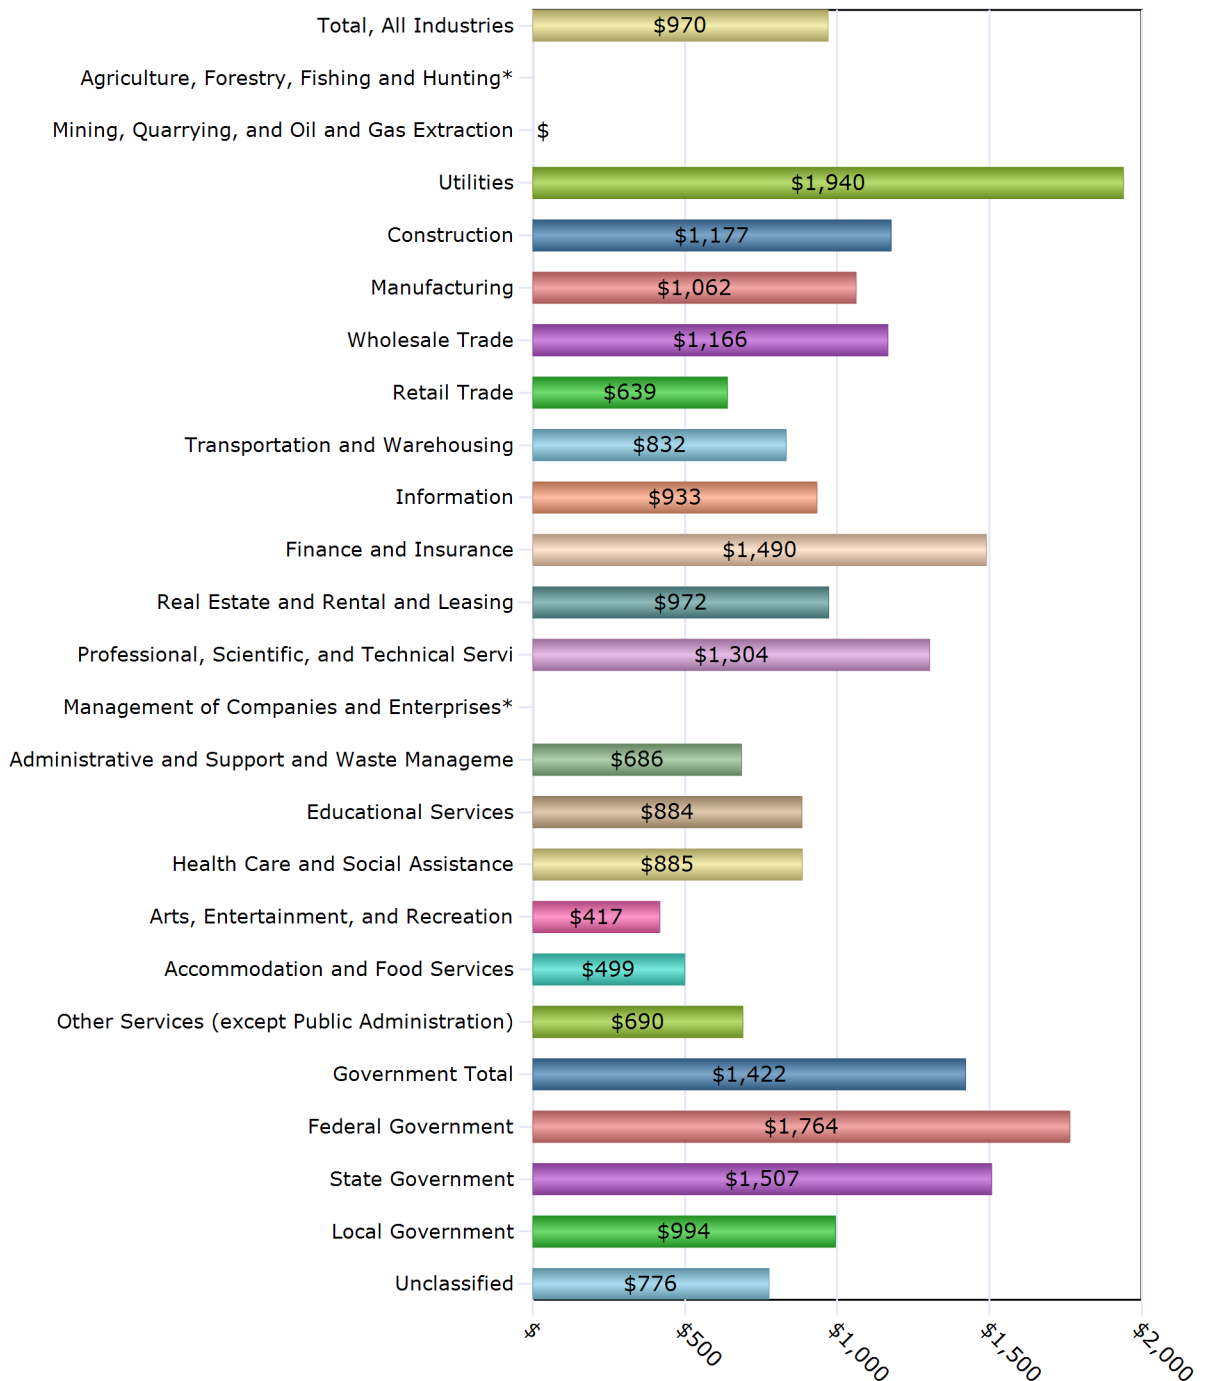 Total, All Industries $970
Agriculture, Forestry, Fishing and Hunting*
Mining, Quarrying, and Oil and Gas Extraction $
Utilities $1,940
Construction $1,177
Manufacturing $1,062
Wholesale Trade $1,166
Retail Trade $639
Transportation and Warehousing $832
Information $933
Finance and Insurance $1,490
Real Estate and Rental and Leasing $972
Professional, Scientific, and Technical Servi $1,304
Management of Companies and Enterprises*
Administrative and Support and Waste Manageme $686
Educational Services $884
Health Care and Social Assistance $885
Arts, Entertainment, and Recreation $417
Accommodation and Food Services $499
Other Services (except Public Administration) $690
Government Total $1,422
Federal Government $1,764
State Government $1,507
Local Government $994
Unclassified $776
$ $500 $1,000 $1,500 $2,000